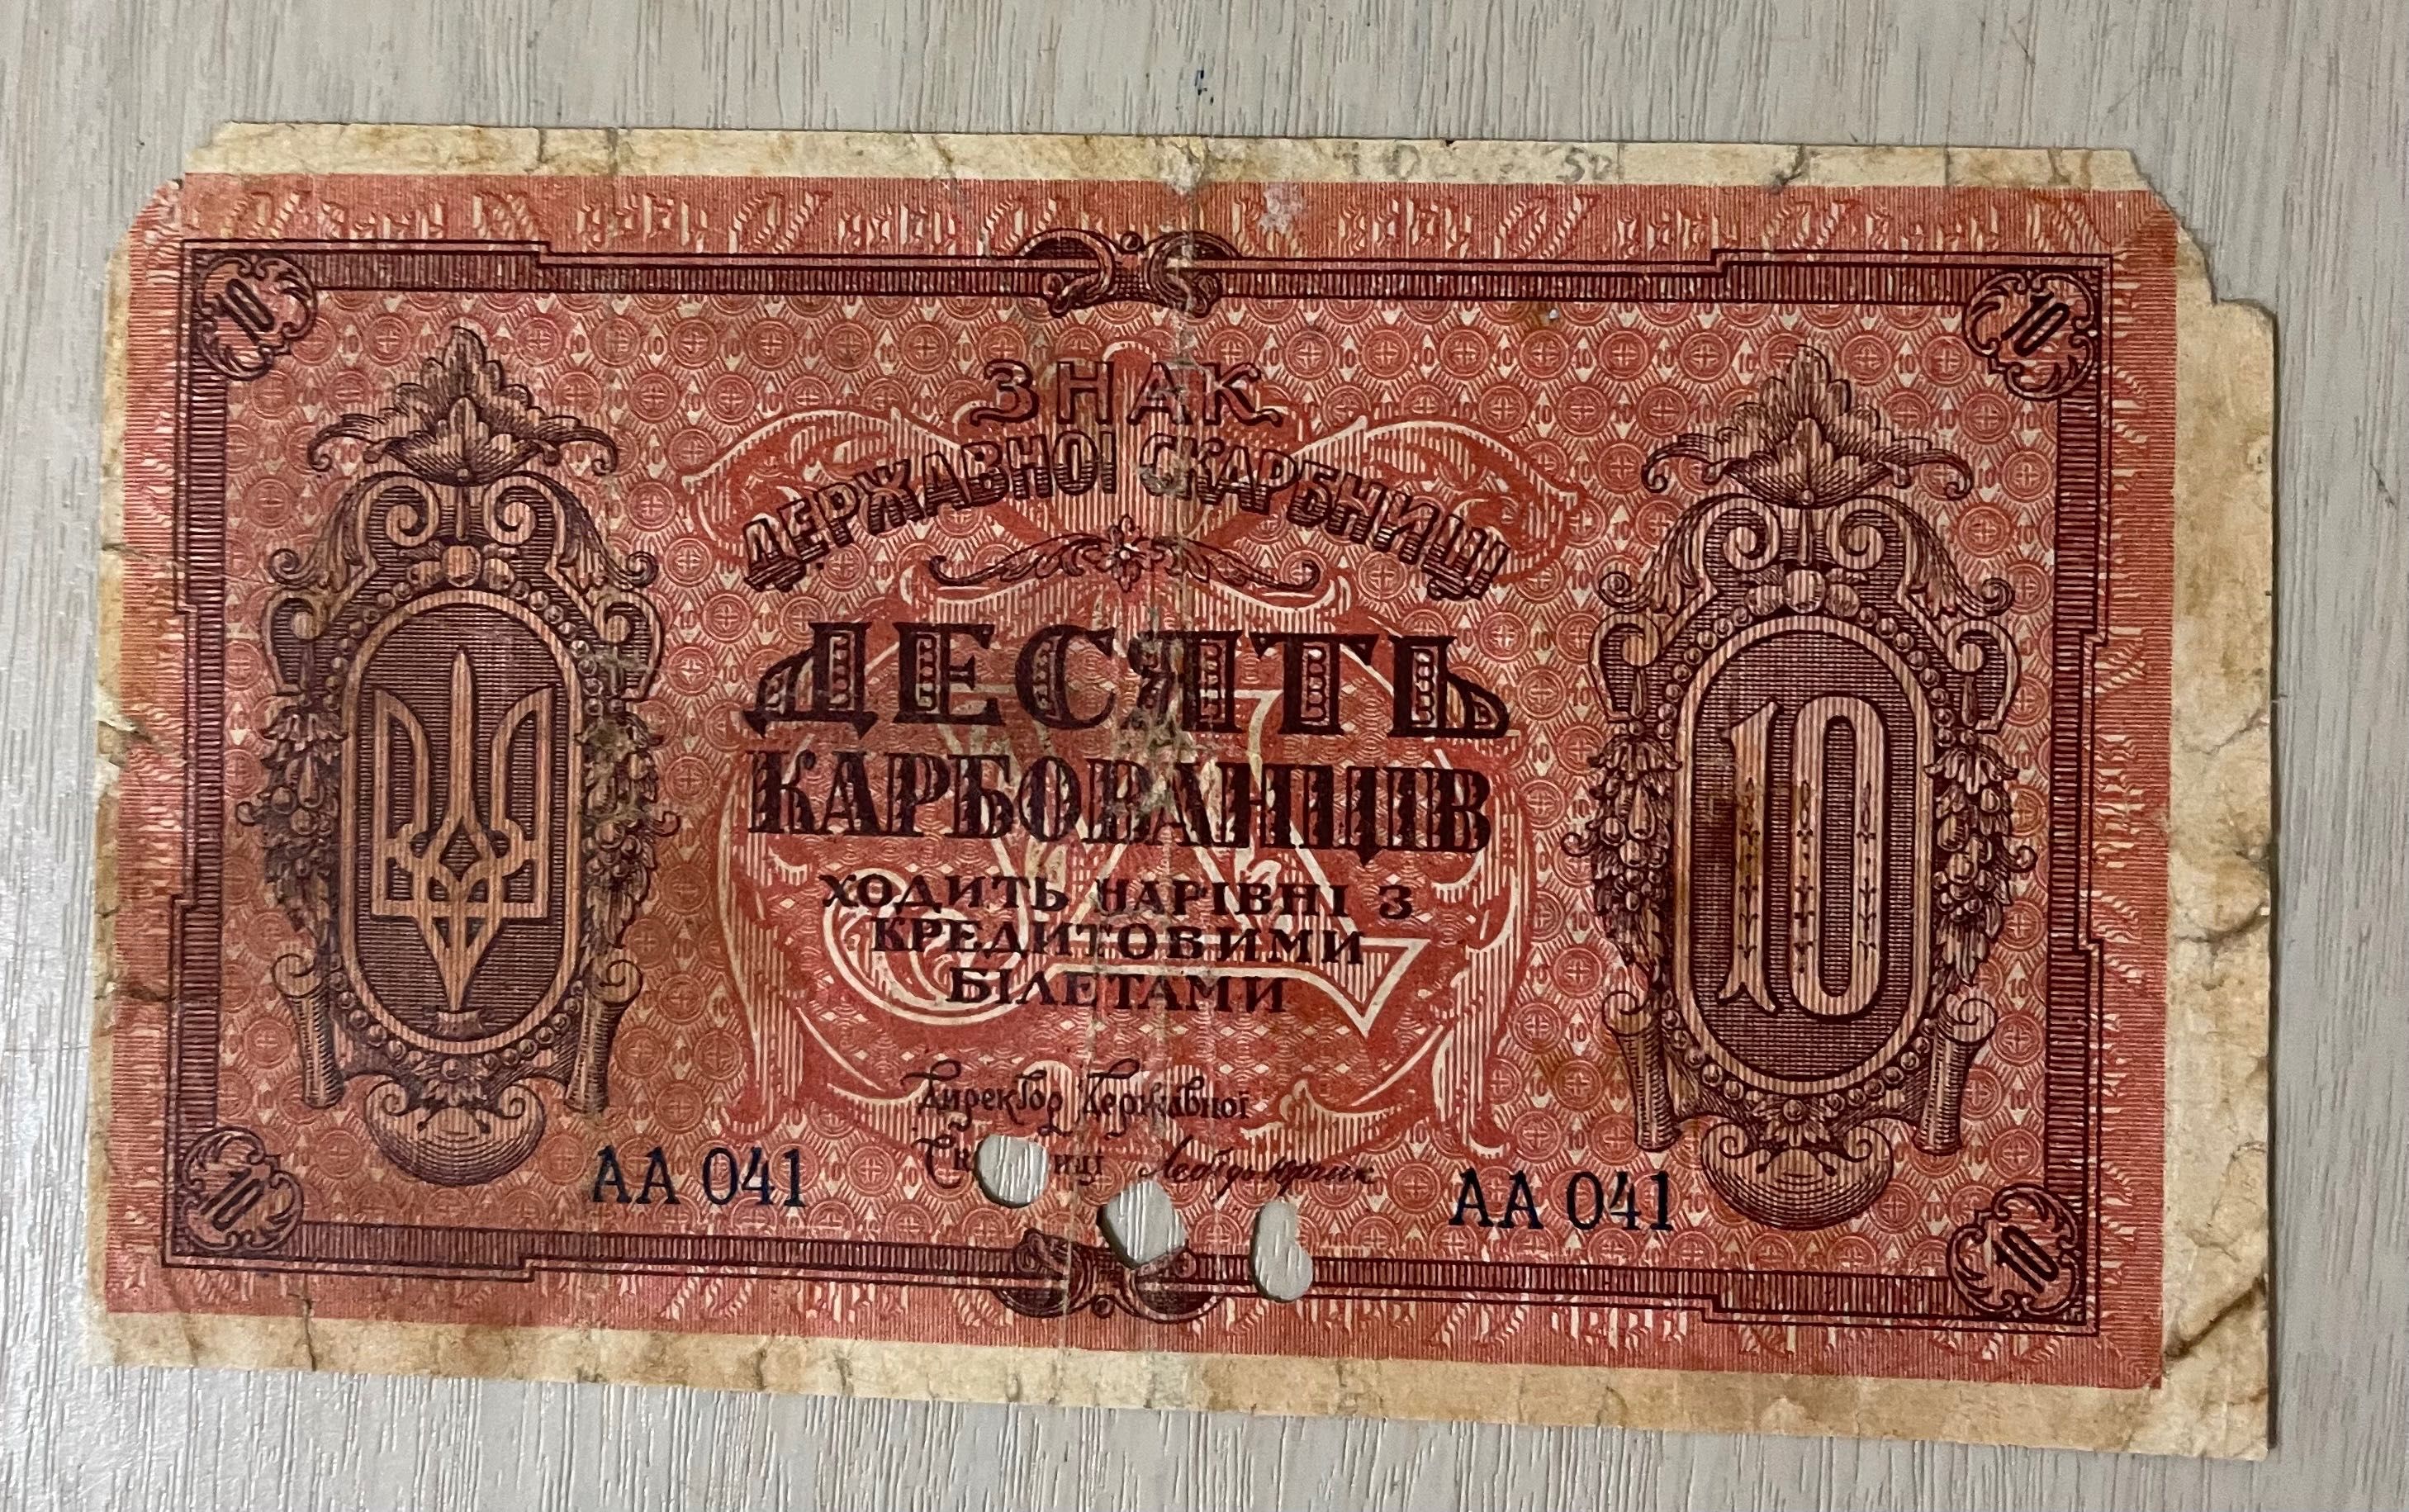 10 10
ЗНАК
ДЕРЖАВНОЇ СКАРБНИЦІ
ДЕСЯТЬ
КАРБОВАНЦІВ
10
ХОДИТЬ НАРІВНІ З
КРЕДИТОВИМИ
БІЛЕТАМИ
Директор Державної
АА 041 АА 041
10 10